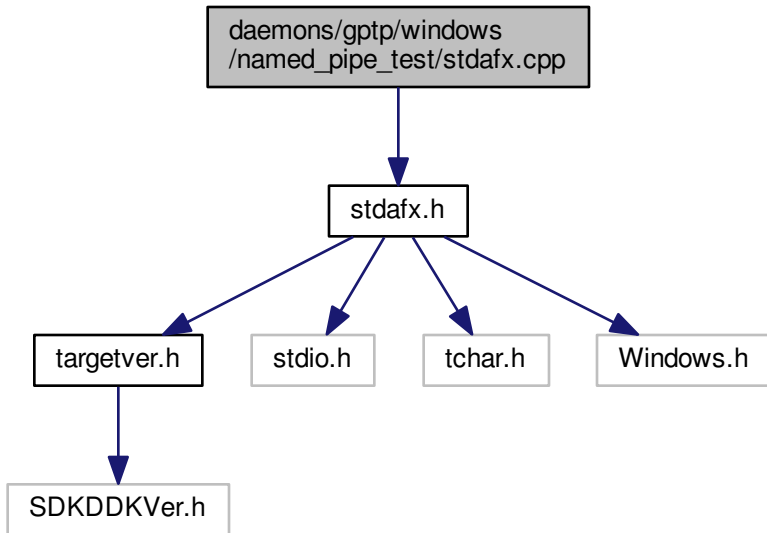 daemons/gptp/windows
/named_pipe_test/stdafx.cpp
stdafx.h
targetver.h
stdio.h
tchar.h
Windows.h
SDKDDKVer.h